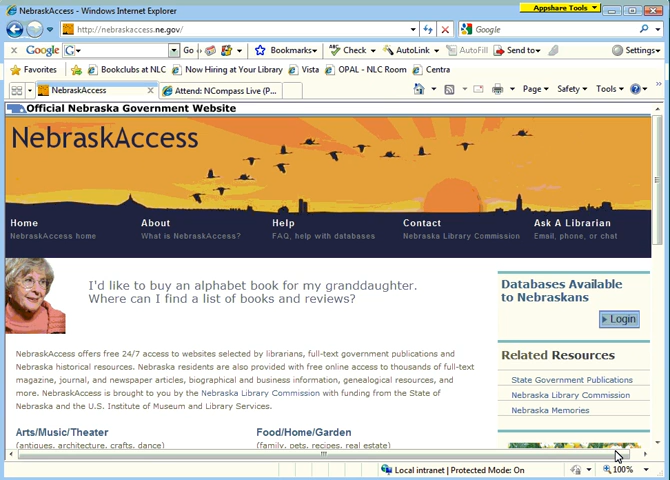 NebraskAccess - Windows Internet Explorer
Appshare Tools
http://nebraskaccess.ne.gov/
Google
Google
Go
Bookmarks
Check
AutoLink
AutoFill
Send to
Settings
Favorites
Bookclubs at NLC
Now Hiring at Your Library
Vista
OPAL - NLC Room
Centra
NebraskAccess
Attend: NCompass Live (P...
Page
Safety
Tools
Official Nebraska Government Website
NebraskAccess
Home
About
Help
Contact
Ask A Librarian
NebraskAccess home
What is NebraskAccess?
FAQ, help with databases
Nebraska Library Commission
Email, phone, or chat
I'd like to buy an alphabet book for my granddaughter.
Where can I find a list of books and reviews?
Databases Available
to Nebraskans
Login
NebraskAccess offers free 24/7 access to websites selected by librarians, full-text government publications and
Nebraska historical resources. Nebraska residents are also provided with free online access to thousands of full-text
magazine, journal, and newspaper articles, biographical and business information, genealogical resources, and
more. NebraskAccess is brought to you by the Nebraska Library Commission with funding from the State of
Nebraska and the U.S. Institute of Museum and Library Services.
Related Resources
State Government Publications
Nebraska Library Commission
Nebraska Memories
Arts/Music/Theater
(antiques, architecture, crafts, dance)
Food/Home/Garden
(family, pets, recipes, real estate)
Local intranet | Protected Mode: On
100%